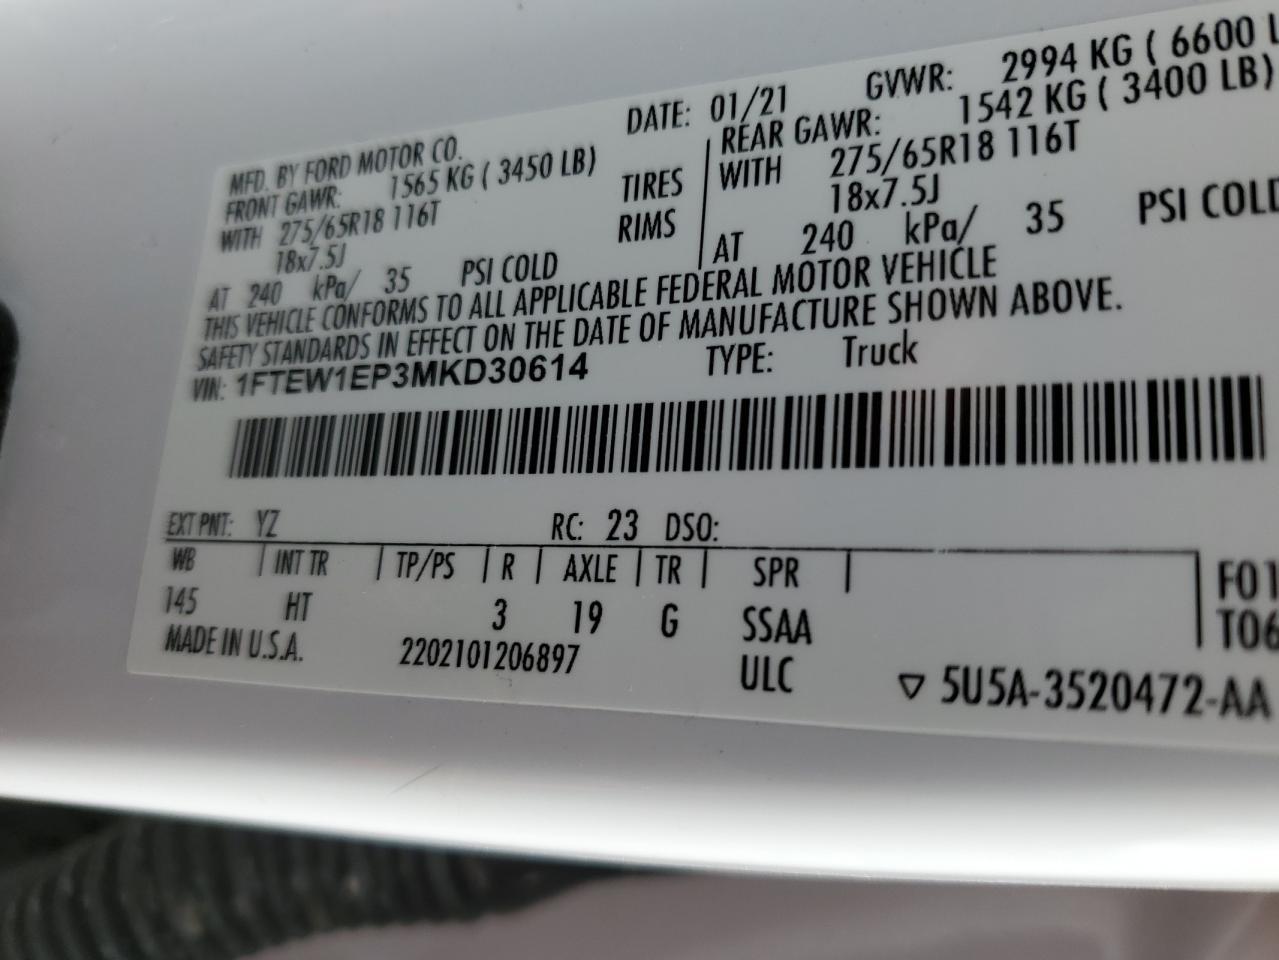 MFD. BY FORD MOTOR CO. DATE: 01/21 GVWR: 2994 KG ( 6600 L
FRONT GAWR: 1565 KG ( 3450 LB) REAR GAWR: 1542 KG ( 3400 LB)
WITH 275/65R18 116T TIRES WITH 275/65R18 116T
18x7.5J RIMS 18x7.5J
AT 240 kPa/ 35 PSI COLD AT 240 kPa/ 35 PSI COLD
THIS VEHICLE CONFORMS TO ALL APPLICABLE FEDERAL MOTOR VEHICLE
SAFETY STANDARDS IN EFFECT ON THE DATE OF MANUFACTURE SHOWN ABOVE.
VIN: 1FTEW1EP3MKD30614 TYPE: Truck
EXT PNT: YZ RC: 23 DSO:
WB | INT TR | TP/PS | R | AXLE | TR | SPR | F01
145 HT 3 19 G SSAA T06
MADE IN U.S.A. 2202101206897 ULC ▽ 5U5A-3520472-AA